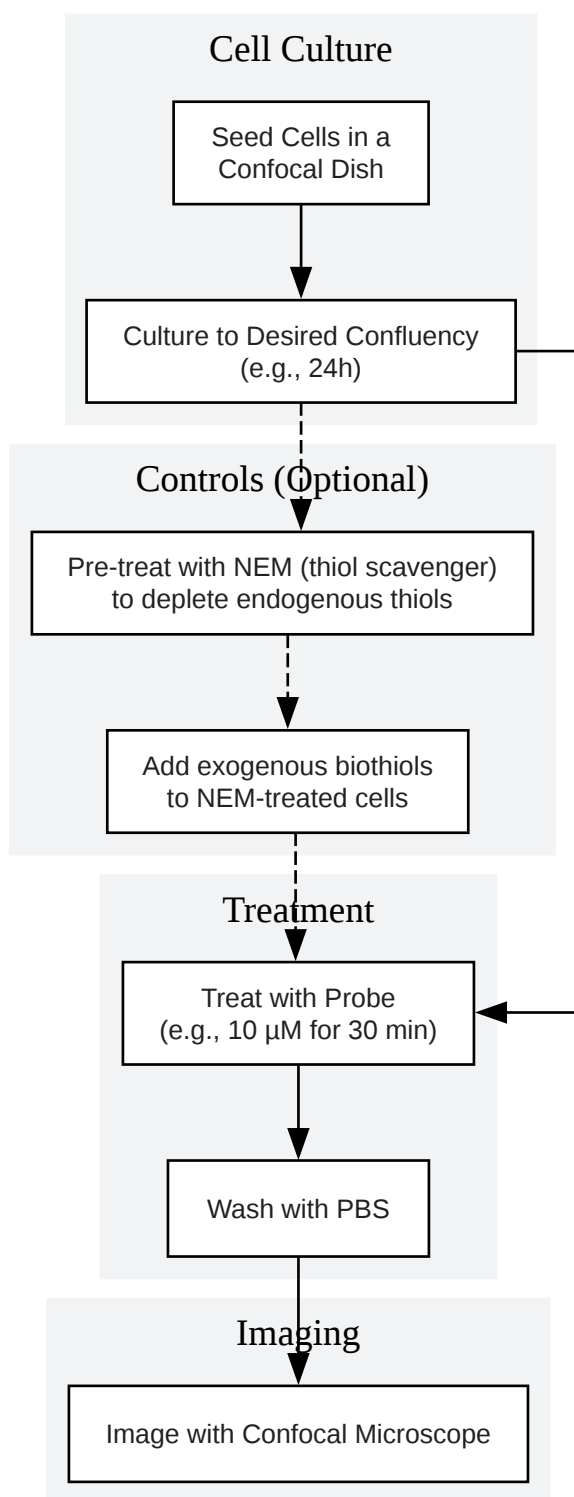 Cell Culture
Seed Cells in a
Confocal Dish
Culture to Desired Confluency
(e.g., 24h)
Controls (Optional)
Pre-treat with NEM (thiol scavenger)
to deplete endogenous thiols
Add exogenous biothiols
to NEM-treated cells
Treatment
Treat with Probe
(e.g., 10 µM for 30 min)
Wash with PBS
Imaging
Image with Confocal Microscope